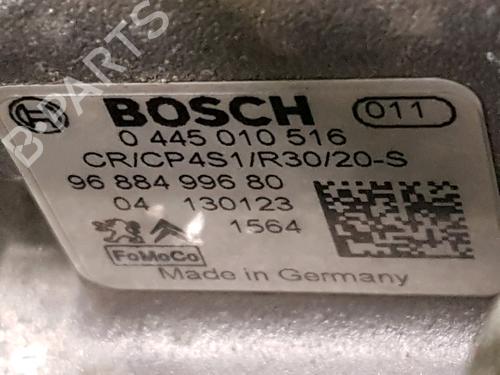 B-PARTS
BOSCH 011
0 445 010 516
CR/CP4S1/R30/20-S
96 884 996 80
04 130123
1564
FoMoCo
Made in Germany